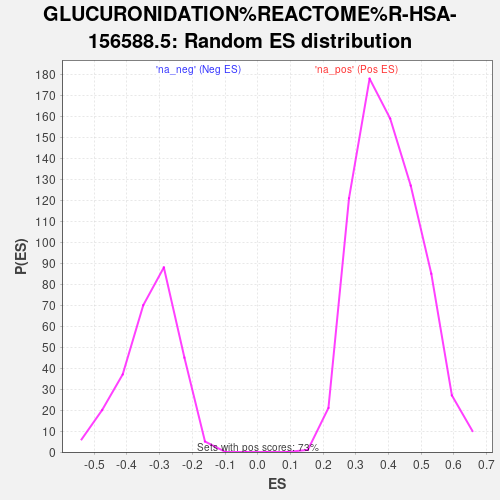 GLUCURONIDATION%REACTOME%R-HSA-
156588.5: Random ES distribution
'na_neg' (Neg ES)
'na_pos' (Pos ES)
180
170
160
150
140
130
120
110
100
90
80
70
60
50
40
30
20
10
0
P(ES)
Sets with pos scores: 73%
-0.5 -0.4 -0.3 -0.2 -0.1 0.0 0.1 0.2 0.3 0.4 0.5 0.6 0.7
ES